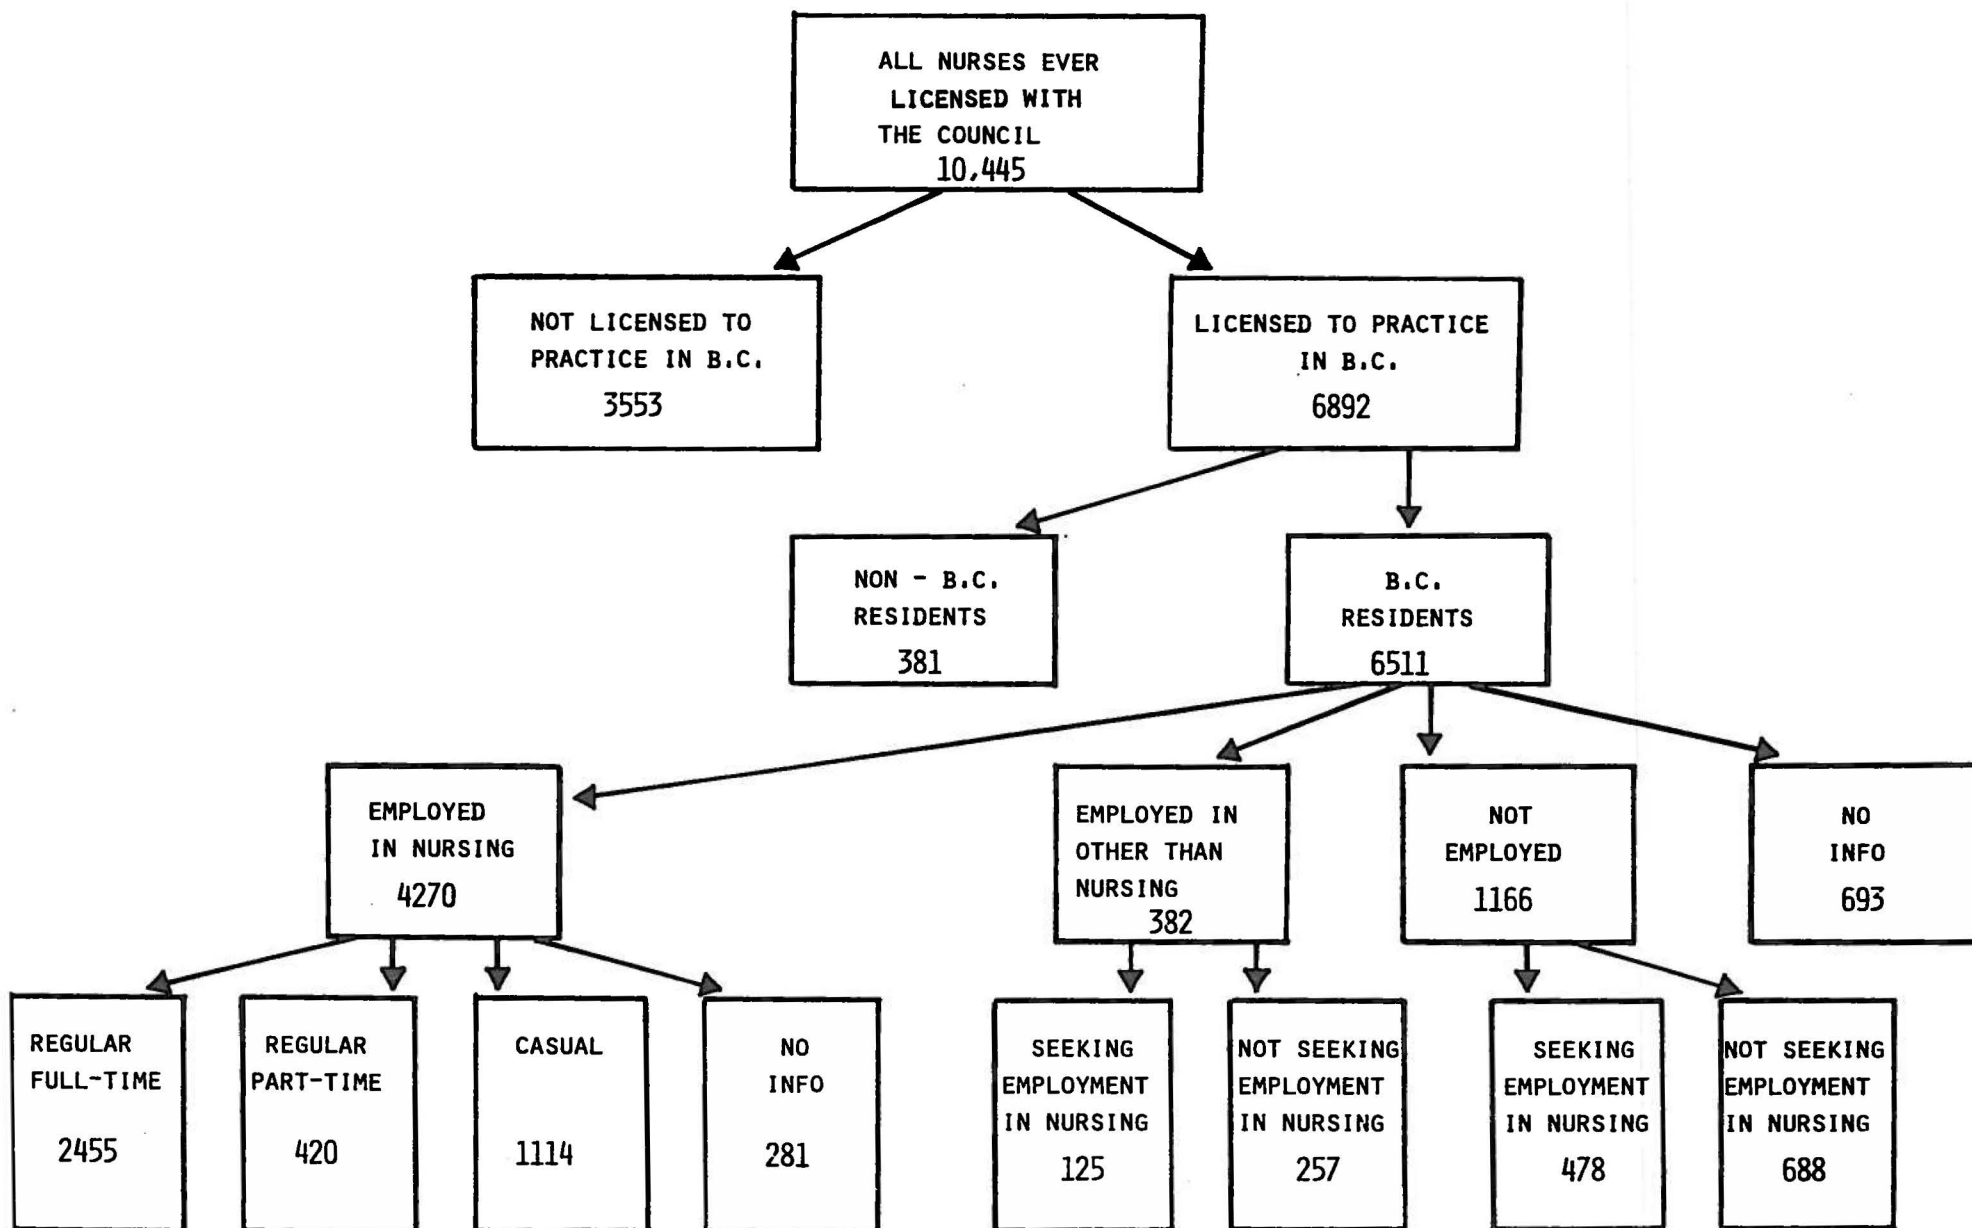 ALL NURSES EVER
LICENSED WITH
THE COUNCIL
10,445
NOT LICENSED TO
PRACTICE IN B.C.
3553
LICENSED TO PRACTICE
IN B.C.
6892
NON - B.C.
RESIDENTS
381
B.C.
RESIDENTS
6511
EMPLOYED
IN NURSING
4270
EMPLOYED IN
OTHER THAN
NURSING
382
NOT
EMPLOYED
1166
NO
INFO
693
REGULAR
FULL-TIME
2455
REGULAR
PART-TIME
420
CASUAL
1114
NO
INFO
281
SEEKING
EMPLOYMENT
IN NURSING
125
NOT SEEKING
EMPLOYMENT
IN NURSING
257
SEEKING
EMPLOYMENT
IN NURSING
478
NOT SEEKING
EMPLOYMENT
IN NURSING
688